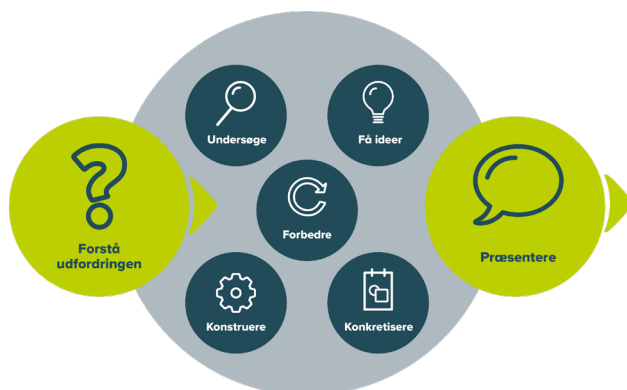 Undersøge
Få ideer
Forstå
udfordringen
Forbedre
Præsentere
Konstruere
Konkretisere